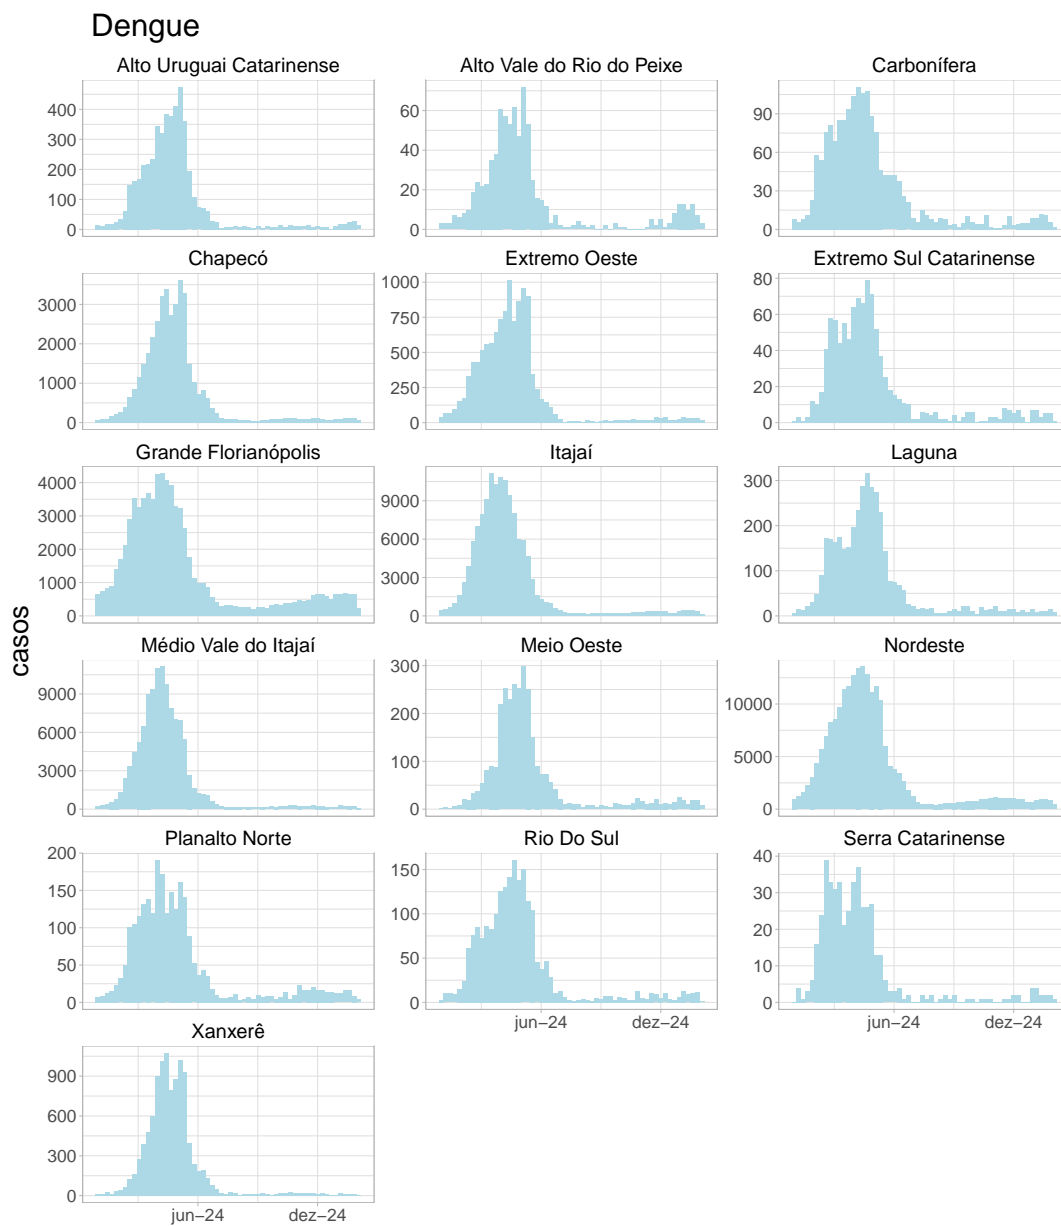 Dengue
Alto Uruguai Catarinense
Alto Vale do Rio do Peixe
Carbonífera
400
300
200
100
0
60
40
20
0
90
60
30
0
Chapecó
Extremo Oeste
Extremo Sul Catarinense
3000
2000
1000
0
1000
750
500
250
0
80
60
40
20
0
Grande Florianópolis
Itajaí
Laguna
4000
3000
2000
1000
0
9000
6000
3000
0
300
200
100
0
casos
Médio Vale do Itajaí
Meio Oeste
Nordeste
9000
6000
3000
0
300
200
100
0
10000
5000
0
Planalto Norte
Rio Do Sul
Serra Catarinense
200
150
100
50
0
150
100
50
0
40
30
20
10
0
jun–24
dez–24
jun–24
dez–24
Xanxerê
900
600
300
0
jun–24
dez–24